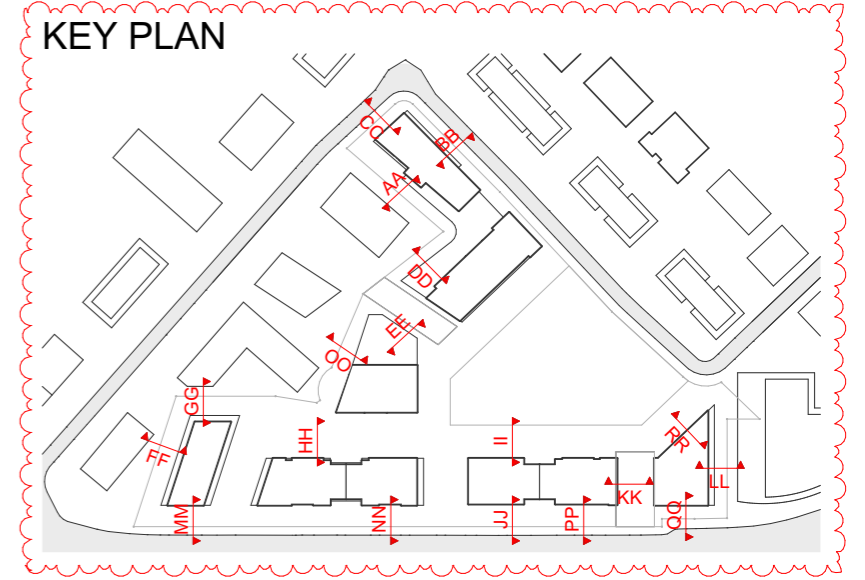 KEY PLAN
CC
BB
AA
DD
EE
OO
GG
FF
HH
II
RR
LL
KK
MM
NN
JJ
PP
QQ